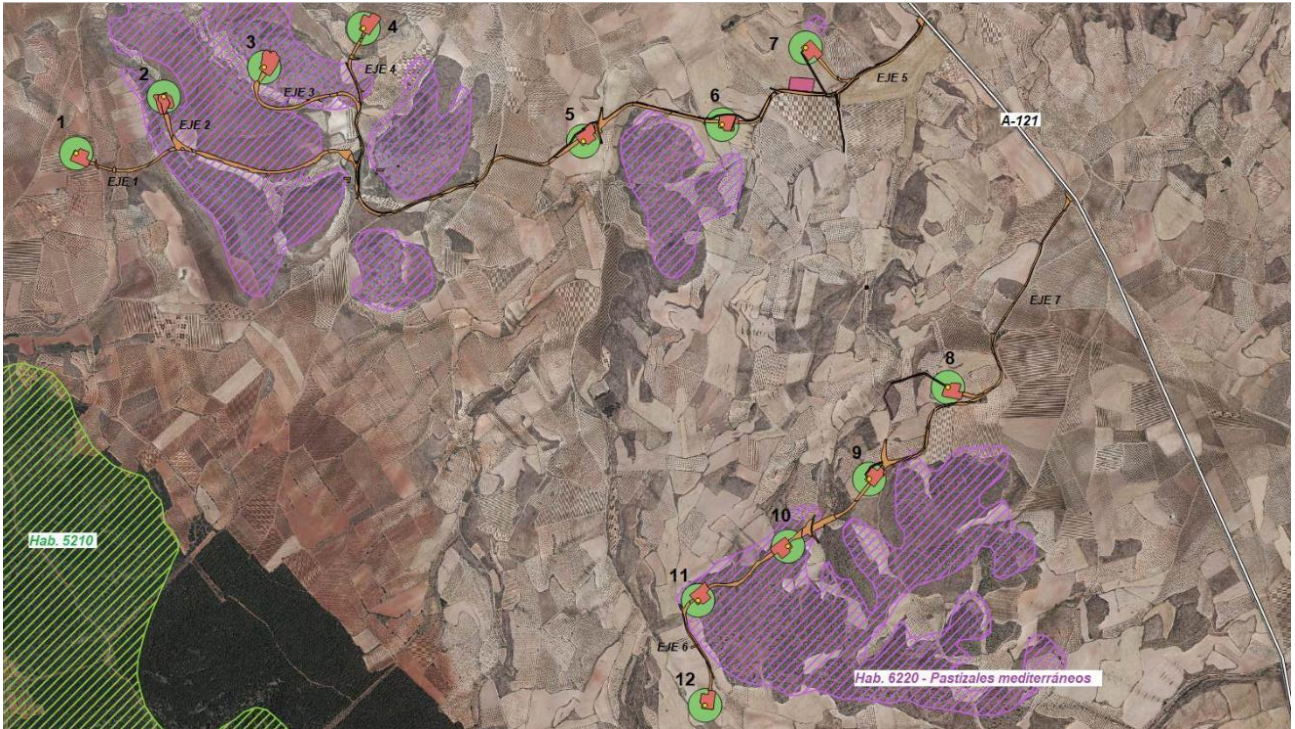 4
3
7
EJE 4
2
EJE 3
EJE 5
6
5
1
EJE 2
A-121
EJE 1
EJE 7
8
9
10
Hab. 5210
11
EJE 6
Hab. 6220 - Pastizales mediterráneos
12